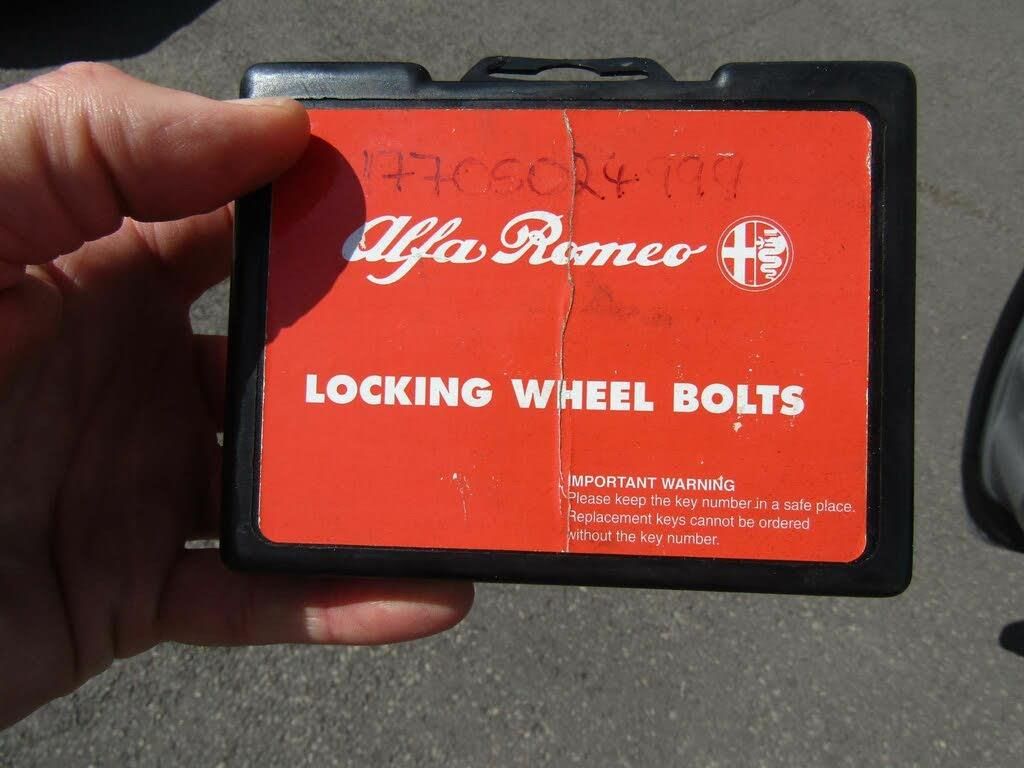 Alfa Romeo
LOCKING WHEEL BOLTS
IMPORTANT WARNING
Please keep the key number in a safe place.
Replacement keys cannot be ordered
without the key number.